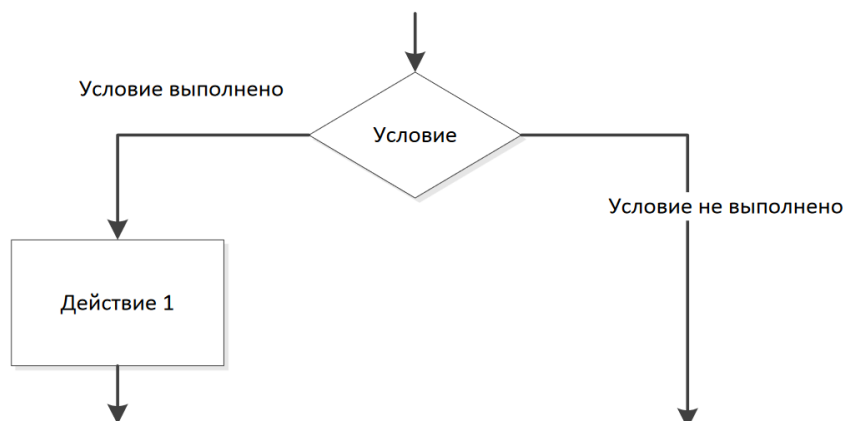 Условие выполнено
Условие
Условие не выполнено
Действие 1